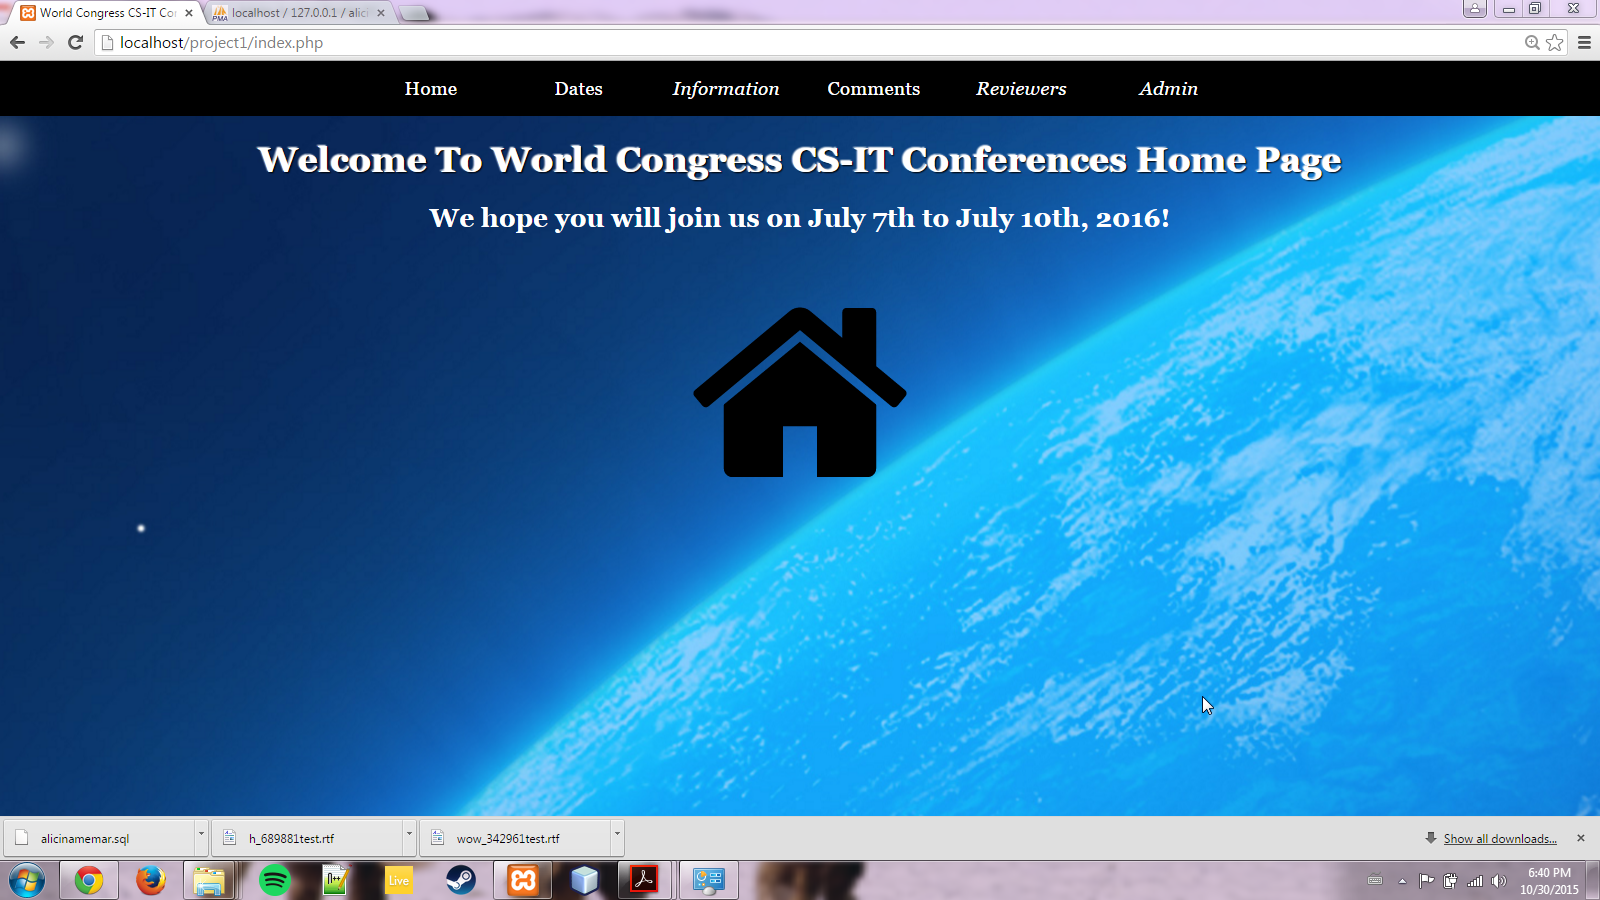 World Congress CS-IT Co
localhost / 127.0.0.1 / alici
localhost/project1/index.php
Home Dates Information Comments Reviewers Admin
Welcome To World Congress CS-IT Conferences Home Page
We hope you will join us on July 7th to July 10th, 2016!
alicinamemar.sql h_689881test.rtf wow_342961test.rtf Show all downloads...
Live
6:40 PM
10/30/2015